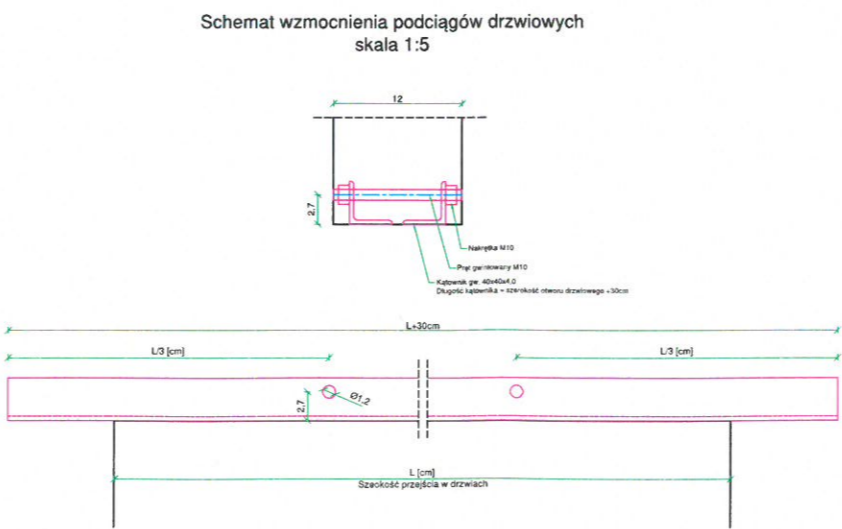 Schemat wzmocnienia podciągów drzwiowych
skala 1:5
12
2,7
Nakrętka M10
Pręt gwintowany M10
Kątownik gw. 40x40x4,0
Długość kątownika = szerokość otworu drzwiowego +30cm
L+30cm
L/3 [cm]
L/3 [cm]
Ø1,2
2,7
L [cm]
Szeokość przejścia w drzwiach